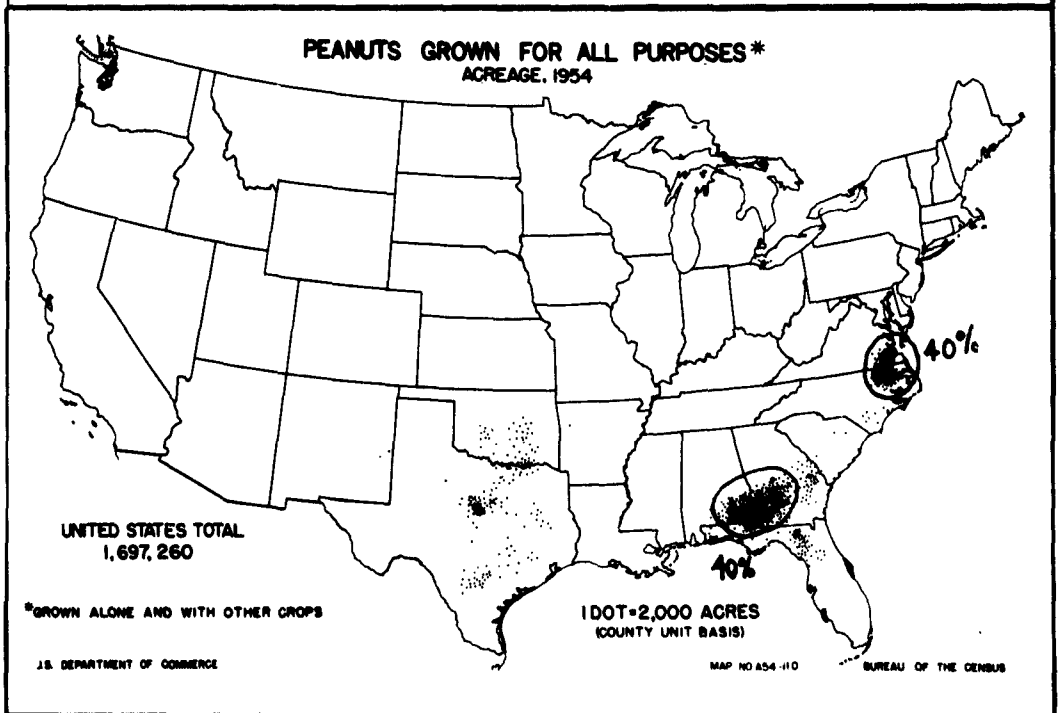 PEANUTS GROWN FOR ALL PURPOSES*
ACREAGE, 1954
40%
40%
UNITED STATES TOTAL
1,697,260
*GROWN ALONE AND WITH OTHER CROPS
1 DOT=2,000 ACRES
(COUNTY UNIT BASIS)
U.S. DEPARTMENT OF COMMERCE
MAP NO A54-110
BUREAU OF THE CENSUS